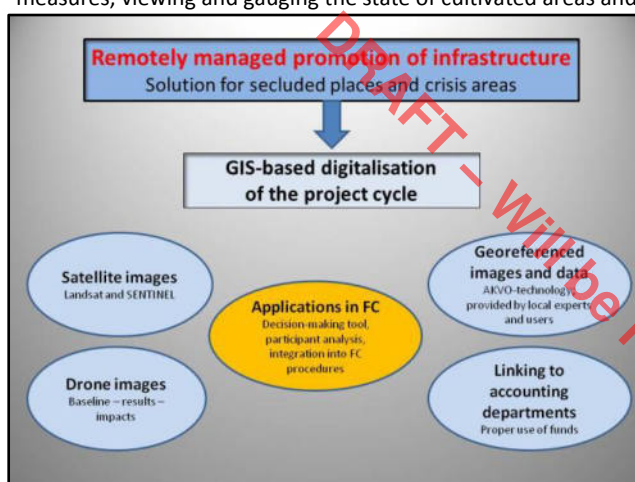 measures, viewing and gauging the state of cultivated areas and
Remotely managed promotion of infrastructure
Solution for secluded places and crisis areas
GIS-based digitalisation
of the project cycle
Satellite images
Landsat and SENTINEL
Drone images
Baseline – results –
impacts
Applications in FC
Decision-making tool,
participant analysis,
integration into FC
procedures
Georeferenced
images and data
AKVO-technology,
provided by local experts
and users
Linking to
accounting
departments
Proper use of funds
DRAFT – Will be